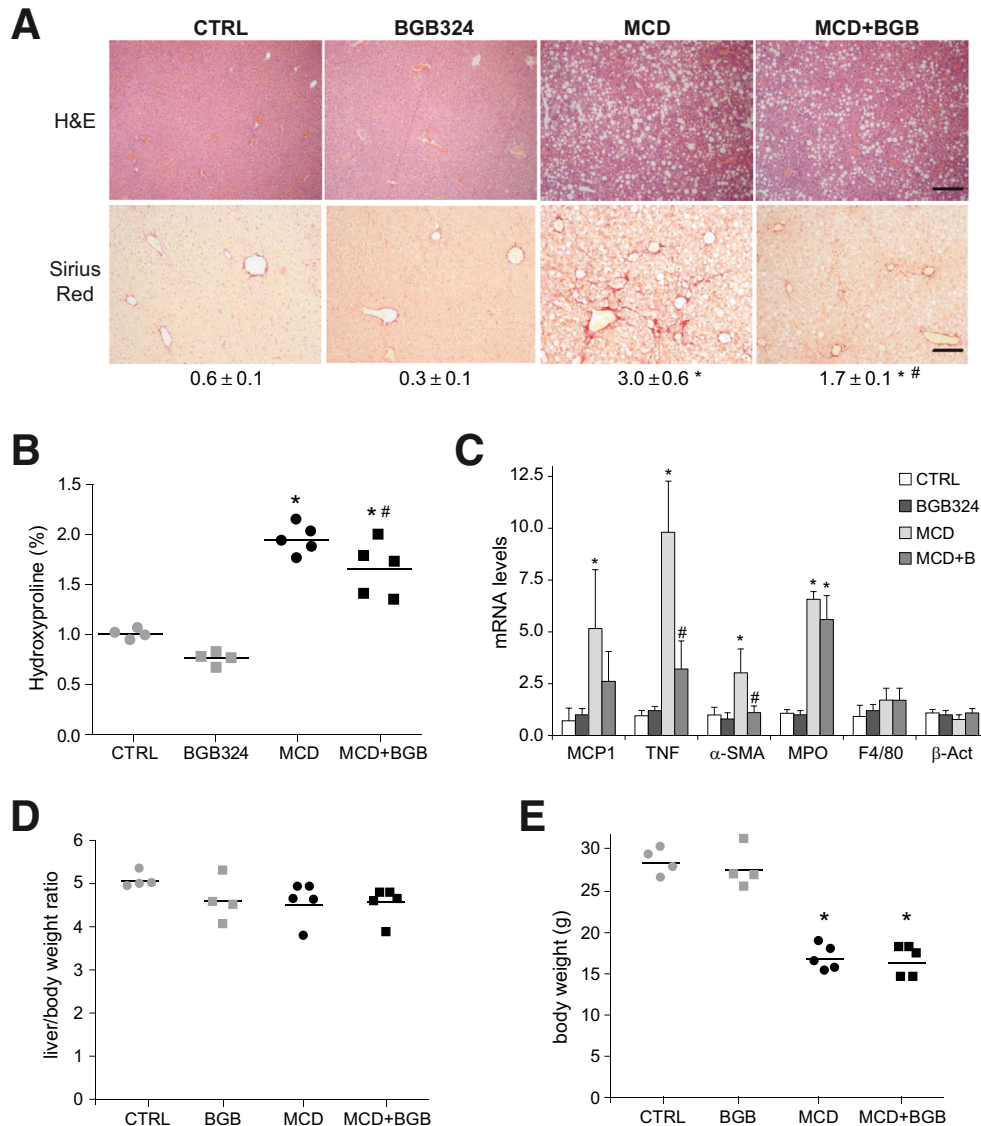 A
CTRL BGB324 MCD MCD+BGB
H&E
Sirius
Red
0.6 ± 0.1 0.3 ± 0.1 3.0 ± 0.6 * 1.7 ± 0.1 * #
B
Hydroxyproline (%)
1.5
2.0
1.5
1.0
0.5
0.0
* * #
CTRL BGB324 MCD MCD+BGB
C
mRNA levels
12.5
10.0
7.5
5.0
2.5
0.0
* * # * # * *
CTRL
BGB324
MCD
MCD+B
MCP1 TNF α-SMA MPO F4/80 β-Act
D
liver/body weight ratio
6
5
4
3
4
2
1
0
CTRL BGB MCD MCD+BGB
E
body weight (g)
30
25
20
15
10
5
0
* *
CTRL BGB MCD MCD+BGB